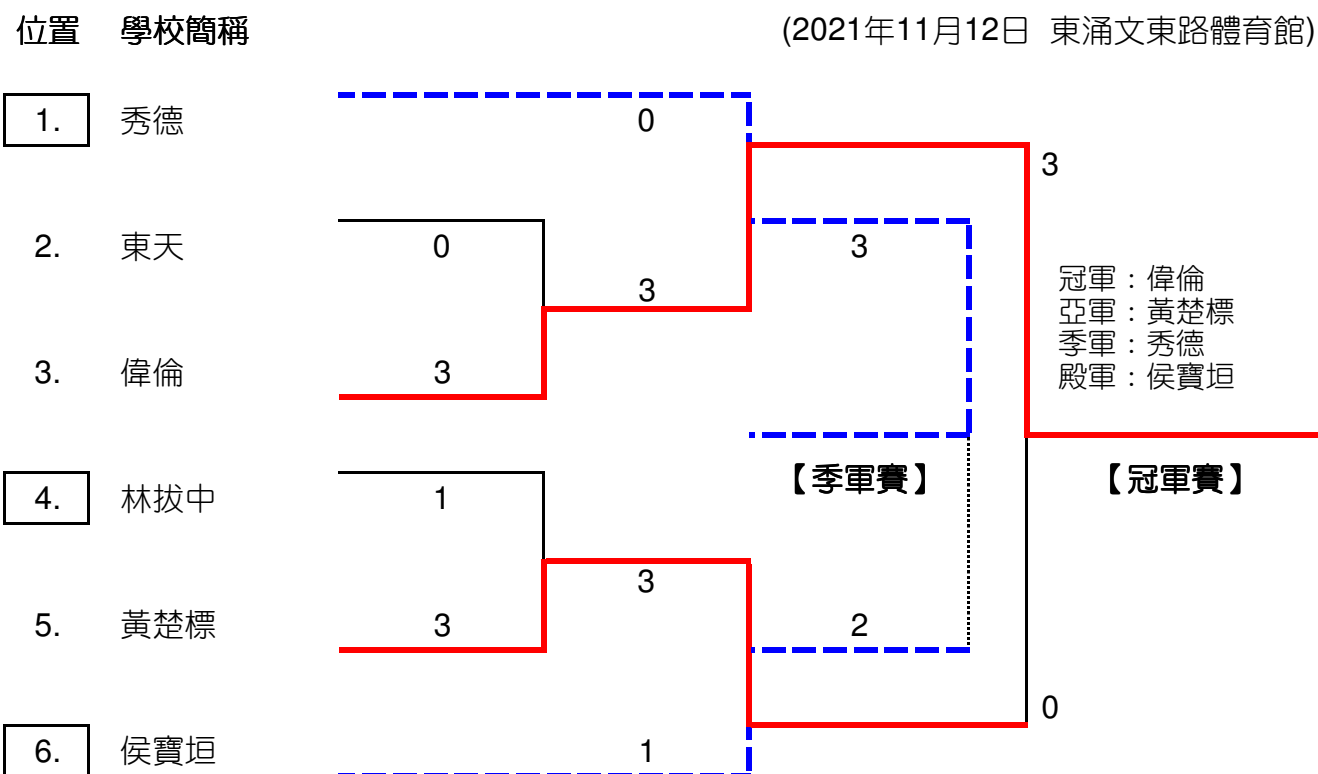 位置 學校簡稱 (2021年11月12日 東涌文東路體育館)
1. 秀德 0
3
2. 東天 0 3
3
冠軍：偉倫
亞軍：黃楚標
季軍：秀德
殿軍：侯寶垣
3. 偉倫 3
【季軍賽】 【冠軍賽】
4. 林拔中 1
3
5. 黃楚標 3 2
0
6. 侯寶垣 1